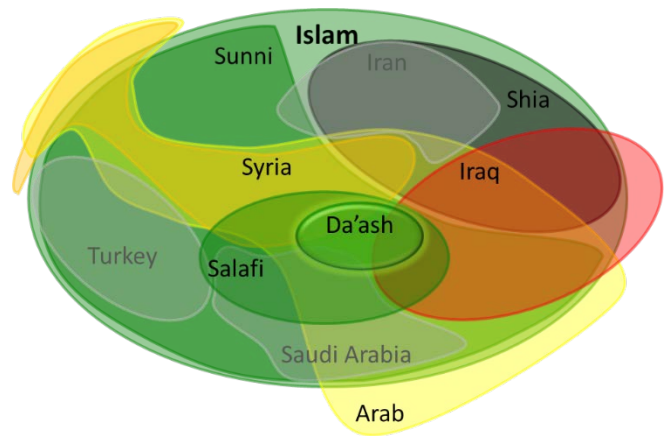 Islam
Sunni
Iran
Shia
Syria
Iraq
Da'ash
Turkey
Salafi
Saudi Arabia
Arab